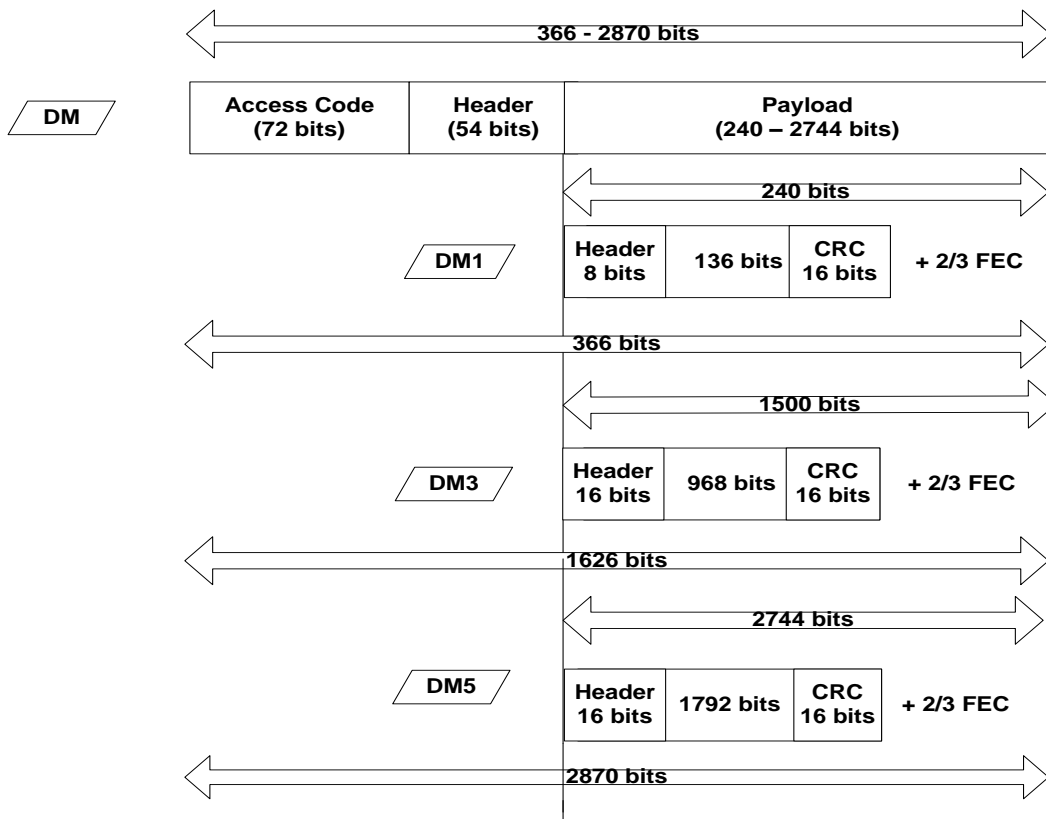 366 - 2870 bits
DM
Access Code
(72 bits)
Header
(54 bits)
Payload
(240 – 2744 bits)
240 bits
DM1
Header
8 bits
136 bits
CRC
16 bits
+ 2/3 FEC
366 bits
1500 bits
DM3
Header
16 bits
968 bits
CRC
16 bits
+ 2/3 FEC
1626 bits
2744 bits
DM5
Header
16 bits
1792 bits
CRC
16 bits
+ 2/3 FEC
2870 bits